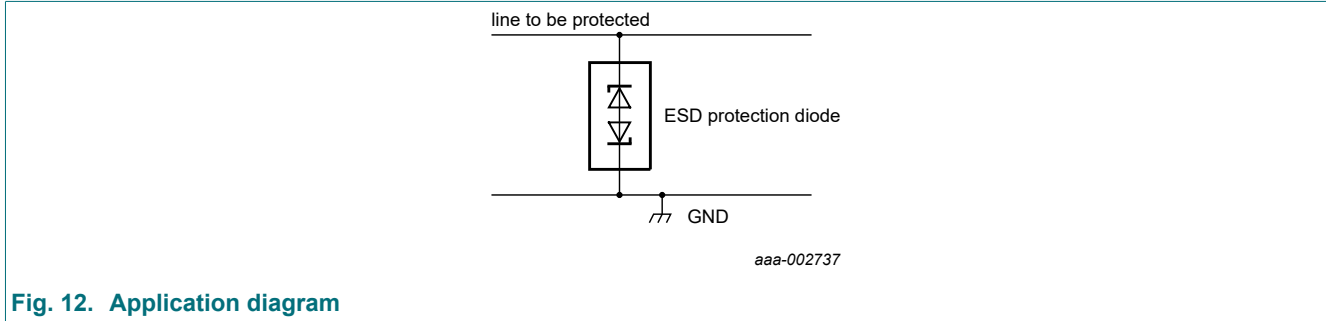 line to be protected
ESD protection diode
GND
aaa-002737
Fig. 12. Application diagram